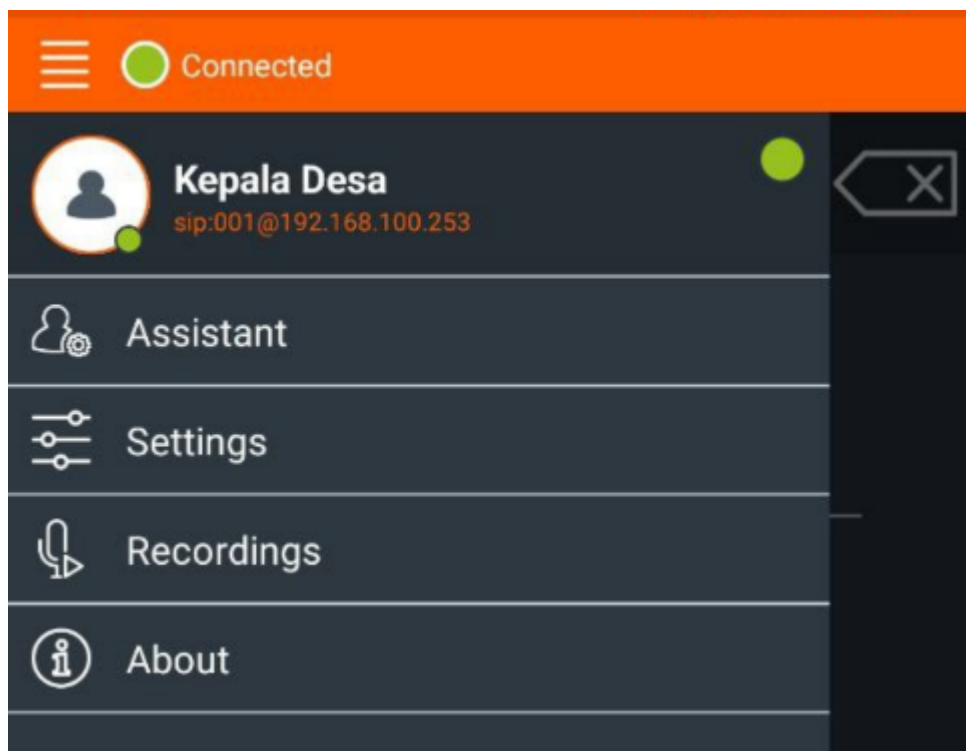 Connected
Kepala Desa
sip:001@192.168.100.253
Assistant
Settings
Recordings
About